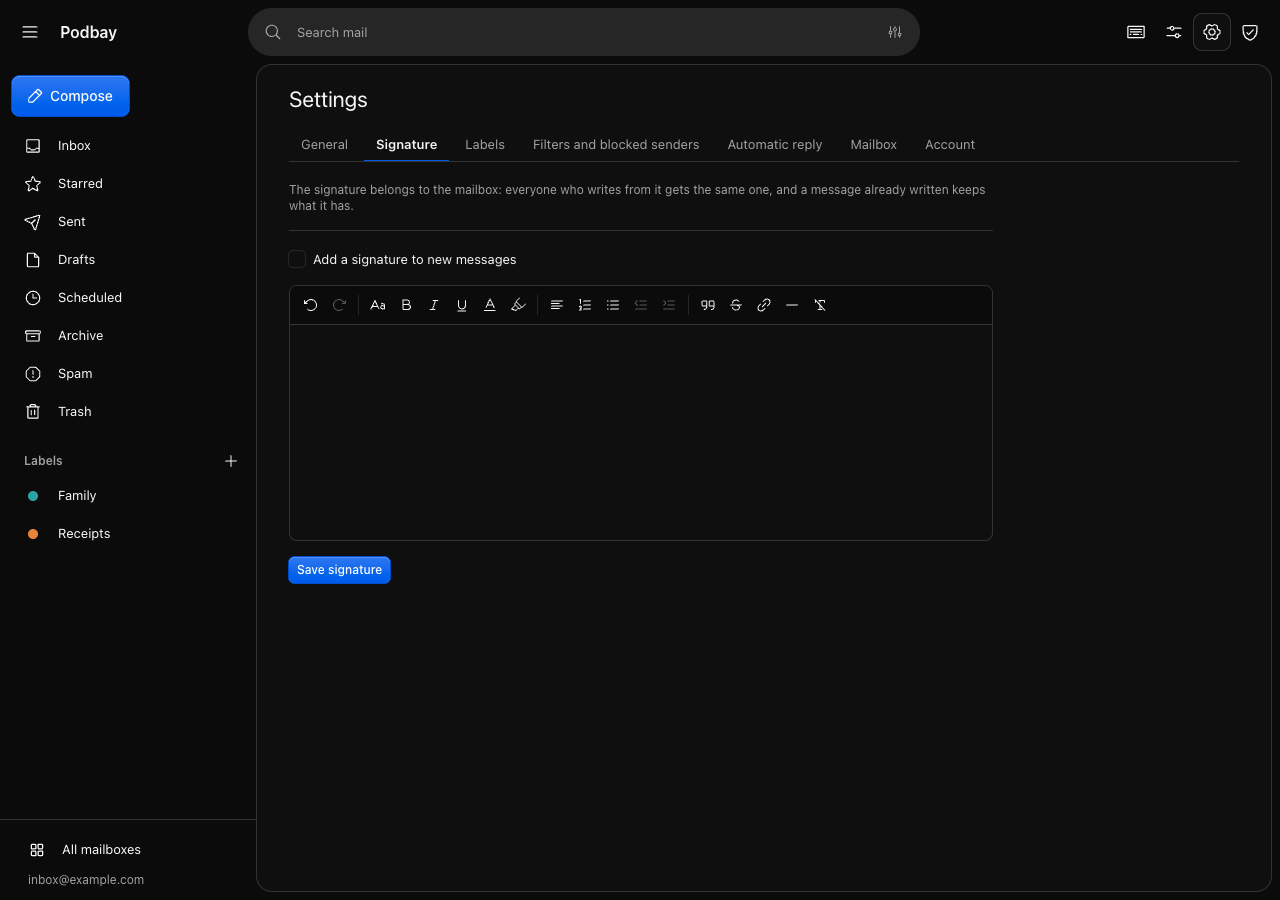 Podbay
Search mail
Compose
Inbox
Starred
Sent
Drafts
Scheduled
Archive
Spam
Trash
Labels
Family
Receipts
All mailboxes
inbox@example.com
Settings
General Signature Labels Filters and blocked senders Automatic reply Mailbox Account
The signature belongs to the mailbox: everyone who writes from it gets the same one, and a message already written keeps
what it has.
Add a signature to new messages
Aa B I U A
Save signature